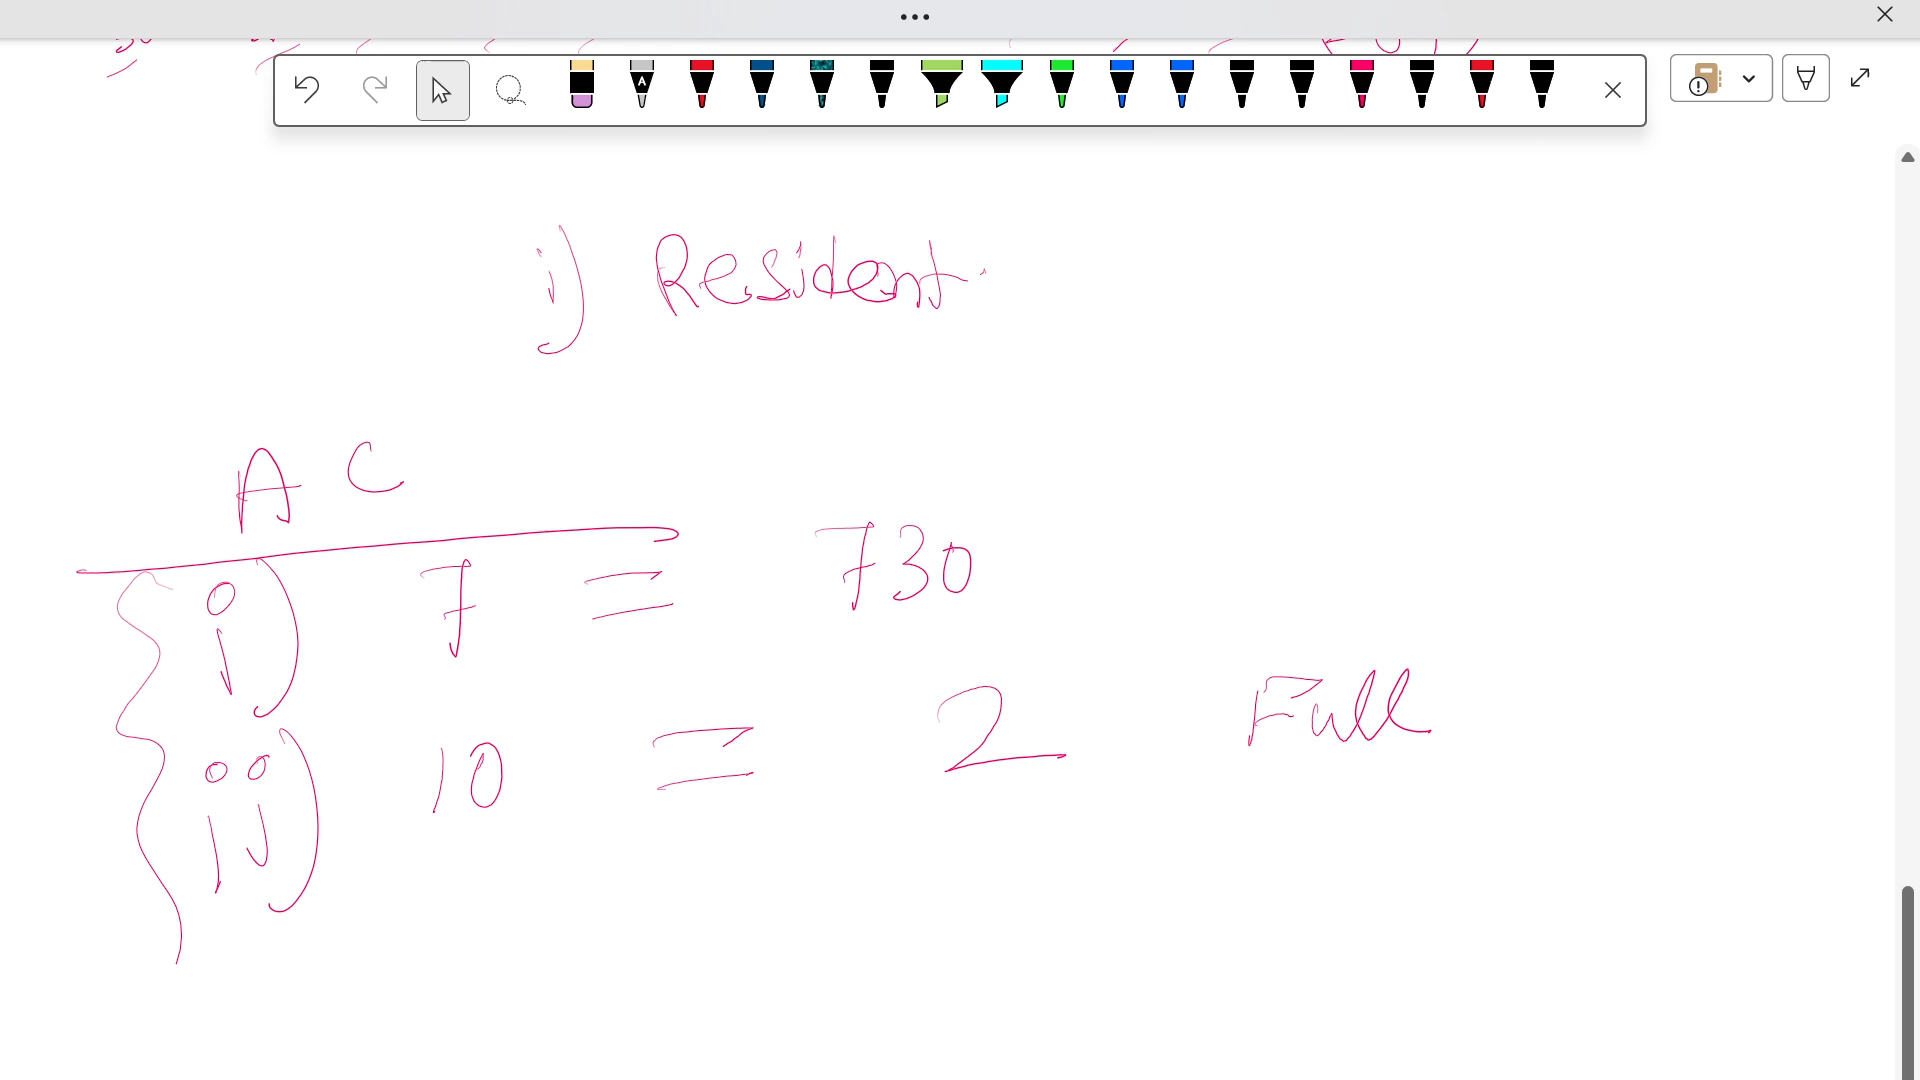 i) Resident.
A C
i) 7 = 730
ii) 10 = 2 Full